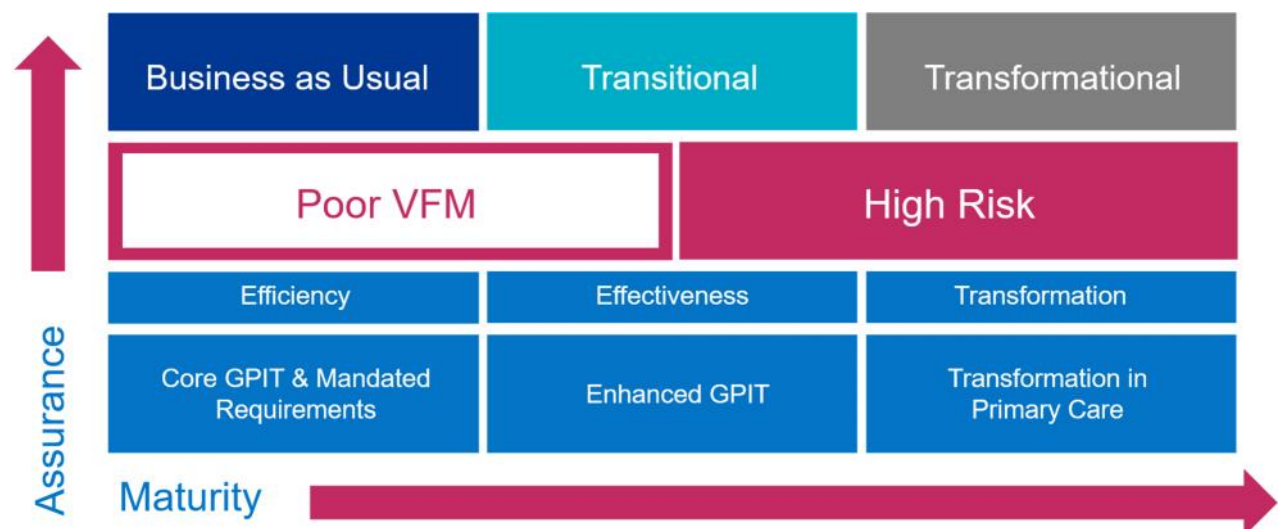 Business as Usual
Transitional
Transformational
Poor VFM
High Risk
Efficiency
Effectiveness
Transformation
Core GPIT & Mandated
Requirements
Enhanced GPIT
Transformation in
Primary Care
Assurance
Maturity